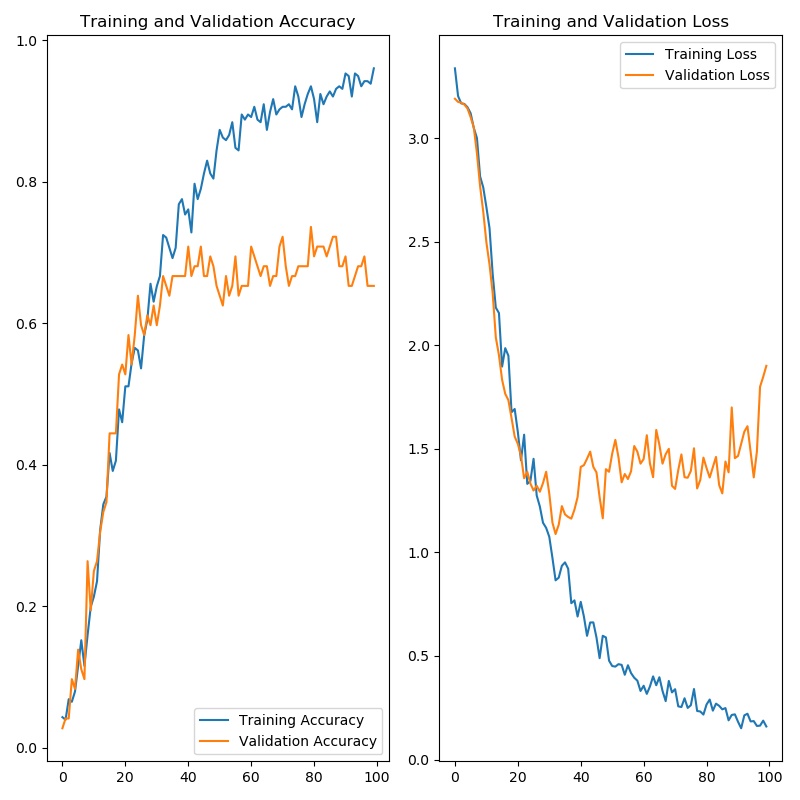 Training and Validation Accuracy
1.0
0.8
0.6
0.4
0.2
0.0
0 20 40 60 80 100
Training Accuracy
Validation Accuracy
Training and Validation Loss
3.0
2.5
2.0
1.5
1.0
0.5
0.0
0 20 40 60 80 100
Training Loss
Validation Loss